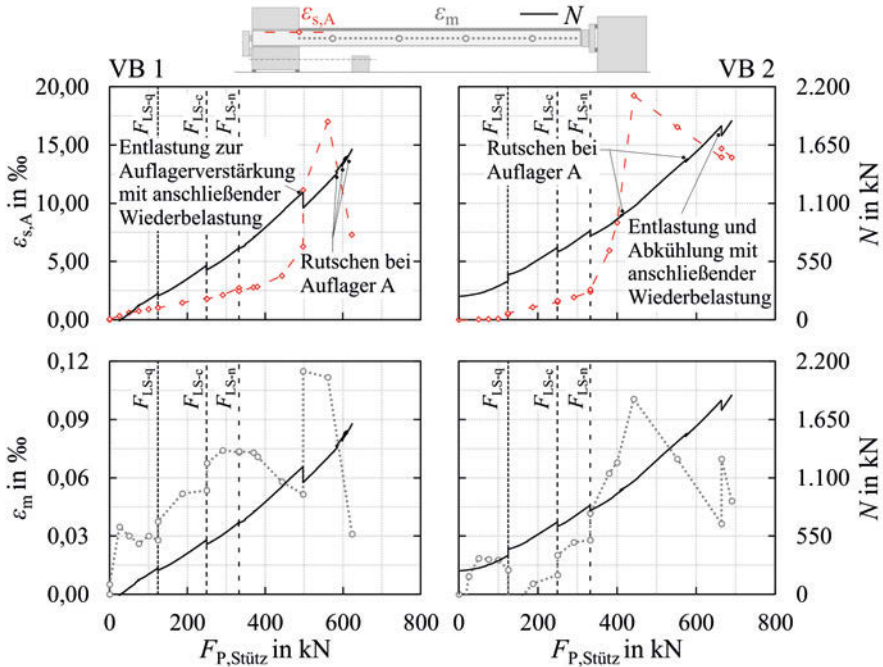 εs,A εm N
VB 1 VB 2
20,00
15,00
10,00
5,00
0,00
εs,A in ‰
FLS-q
FLS-c
FLS-n
Entlastung zur
Auflagerverstärkung
mit anschließender
Wiederbelastung
Rutschen bei
Auflager A
FLS-q
FLS-c
FLS-n
Rutschen bei
Auflager A
Entlastung und
Abkühlung mit
anschließender
Wiederbelastung
2.200
1.650
1.100
550
0
N in kN
0,12
0,09
0,06
0,03
0,00
εm in ‰
FLS-q
FLS-c
FLS-n
0 200 400 600 800
FP,Stütz in kN
FLS-q
FLS-c
FLS-n
2.200
1.650
1.100
550
0
N in kN
0 200 400 600 800
FP,Stütz in kN